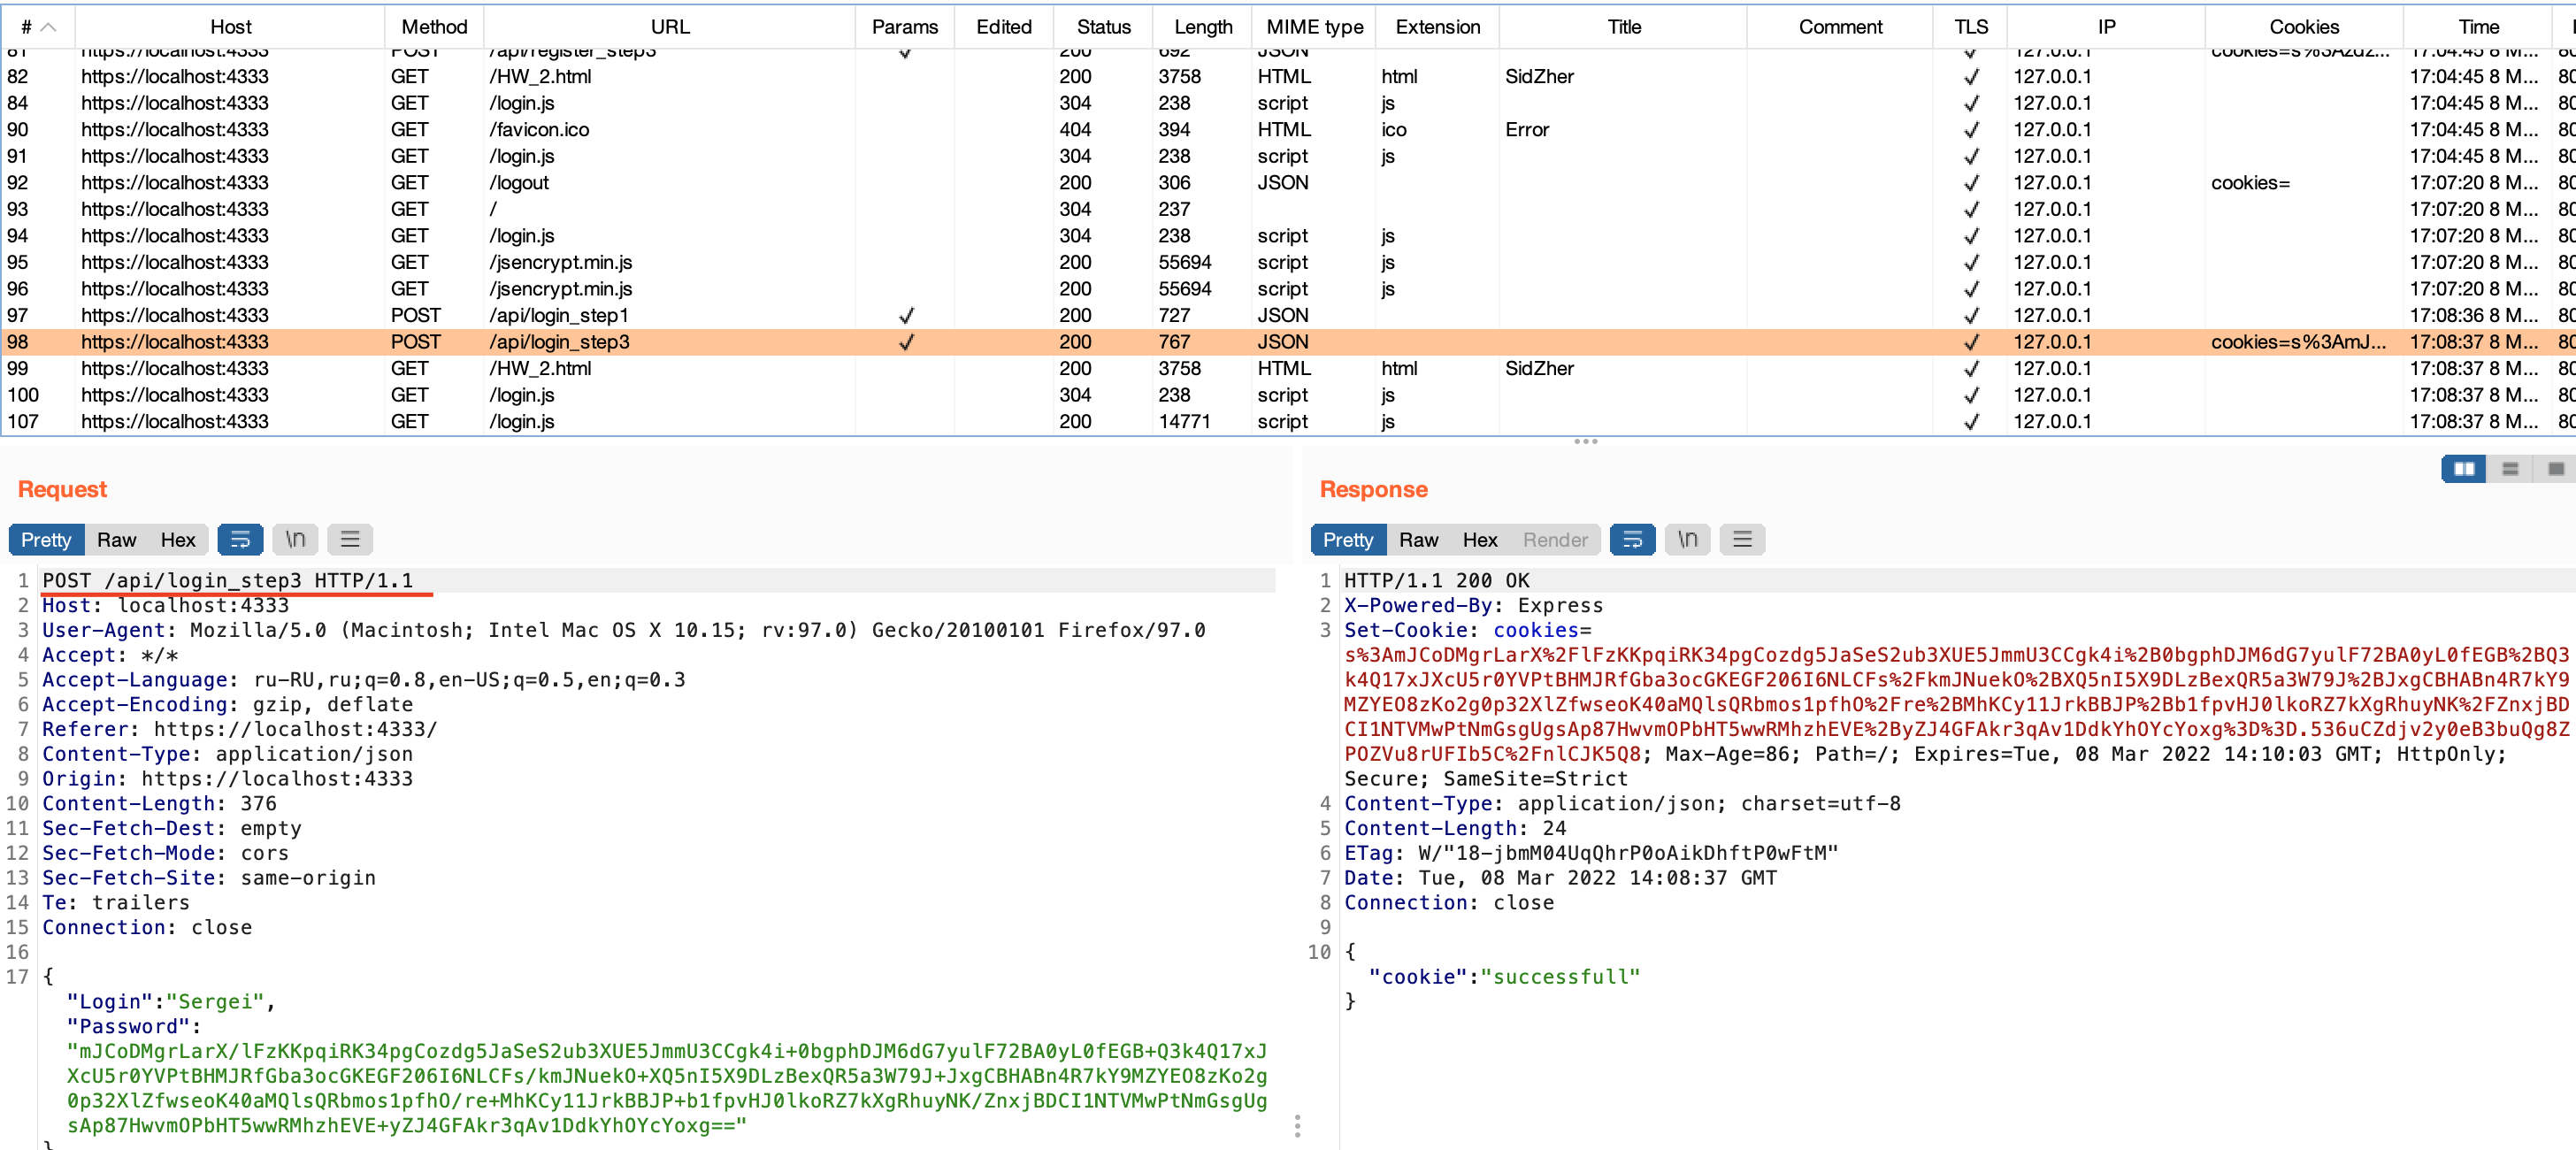 # Host Method URL Params Edited Status Length MIME type Extension Title Comment TLS IP Cookies Time
81 https://localhost:4333 POST /api/register_step3 ✓ 200 692 JSON ✓ 127.0.0.1 cookies=s%3AzdZ... 17:04:45 8 M...
82 https://localhost:4333 GET /HW_2.html 200 3758 HTML html SidZher ✓ 127.0.0.1 17:04:45 8 M... 80
84 https://localhost:4333 GET /login.js 304 238 script js ✓ 127.0.0.1 17:04:45 8 M... 80
90 https://localhost:4333 GET /favicon.ico 404 394 HTML ico Error ✓ 127.0.0.1 17:04:45 8 M... 80
91 https://localhost:4333 GET /login.js 304 238 script js ✓ 127.0.0.1 17:04:45 8 M... 80
92 https://localhost:4333 GET /logout 200 306 JSON ✓ 127.0.0.1 cookies= 17:07:20 8 M... 80
93 https://localhost:4333 GET / 304 237 ✓ 127.0.0.1 17:07:20 8 M... 80
94 https://localhost:4333 GET /login.js 304 238 script js ✓ 127.0.0.1 17:07:20 8 M... 80
95 https://localhost:4333 GET /jsencrypt.min.js 200 55694 script js ✓ 127.0.0.1 17:07:20 8 M... 80
96 https://localhost:4333 GET /jsencrypt.min.js 200 55694 script js ✓ 127.0.0.1 17:07:20 8 M... 80
97 https://localhost:4333 POST /api/login_step1 ✓ 200 727 JSON ✓ 127.0.0.1 17:08:36 8 M... 80
98 https://localhost:4333 POST /api/login_step3 ✓ 200 767 JSON ✓ 127.0.0.1 cookies=s%3AmJ... 17:08:37 8 M... 80
99 https://localhost:4333 GET /HW_2.html 200 3758 HTML html SidZher ✓ 127.0.0.1 17:08:37 8 M... 80
100 https://localhost:4333 GET /login.js 304 238 script js ✓ 127.0.0.1 17:08:37 8 M... 80
107 https://localhost:4333 GET /login.js 200 14771 script js ✓ 127.0.0.1 17:08:37 8 M... 80
Request
Pretty Raw Hex \n
1 POST /api/login_step3 HTTP/1.1
2 Host: localhost:4333
3 User-Agent: Mozilla/5.0 (Macintosh; Intel Mac OS X 10.15; rv:97.0) Gecko/20100101 Firefox/97.0
4 Accept: */*
5 Accept-Language: ru-RU,ru;q=0.8,en-US;q=0.5,en;q=0.3
6 Accept-Encoding: gzip, deflate
7 Referer: https://localhost:4333/
8 Content-Type: application/json
9 Origin: https://localhost:4333
10 Content-Length: 376
11 Sec-Fetch-Dest: empty
12 Sec-Fetch-Mode: cors
13 Sec-Fetch-Site: same-origin
14 Te: trailers
15 Connection: close
16
17 {
"Login":"Sergei",
"Password":
"mJCoDMgrLarX/lFzKKpqiRK34pgCozdg5JaSeS2ub3XUE5JmmU3CCgk4i+0bgphDJM6dG7yulF72BA0yL0fEGB+Q3k4Q17xJ
XcU5r0YVPtBHMJRfGba3ocGKEGF206I6NLCFs/kmJNuekO+XQ5nI5X9DLzBexQR5a3W79J+JxgCBHABn4R7kY9MZYEO8zKo2g
0p32XlZfwseoK40aMQlsQRbmos1pfhO/re+MhKCy11JrkBBJP+b1fpvHJ0lkoRZ7kXgRhuyNK/ZnxjBDCI1NTVMwPtNmGsgUg
sAp87HwvmOPbHT5wwRMhzhEVE+yZJ4GFAkr3qAv1DdkYhOYcYoxg=="
}
Response
Pretty Raw Hex Render \n
1 HTTP/1.1 200 OK
2 X-Powered-By: Express
3 Set-Cookie: cookies=
s%3AmJCoDMgrLarX%2FlFzKKpqiRK34pgCozdg5JaSeS2ub3XUE5JmmU3CCgk4i%2B0bgphDJM6dG7yulF72BA0yL0fEGB%2BQ3
k4Q17xJXcU5r0YVPtBHMJRfGba3ocGKEGF206I6NLCFs%2FkmJNuekO%2BXQ5nI5X9DLzBexQR5a3W79J%2BJxgCBHABn4R7kY9
MZYEO8zKo2g0p32XlZfwseoK40aMQlsQRbmos1pfhO%2Fre%2BMhKCy11JrkBBJP%2Bb1fpvHJ0lkoRZ7kXgRhuyNK%2FZnxjBD
CI1NTVMwPtNmGsgUgsAp87HwvmOPbHT5wwRMhzhEVE%2ByZJ4GFAkr3qAv1DdkYhOYcYoxg%3D%3D.536uCZdjv2y0eB3buQg8Z
POZVu8rUFIb5C%2FnlCJK5Q8; Max-Age=86; Path=/; Expires=Tue, 08 Mar 2022 14:10:03 GMT; HttpOnly;
Secure; SameSite=Strict
4 Content-Type: application/json; charset=utf-8
5 Content-Length: 24
6 ETag: W/"18-jbmM04UqQhrP0oAikDhftP0wFtM"
7 Date: Tue, 08 Mar 2022 14:08:37 GMT
8 Connection: close
9
10 {
"cookie":"successfull"
}